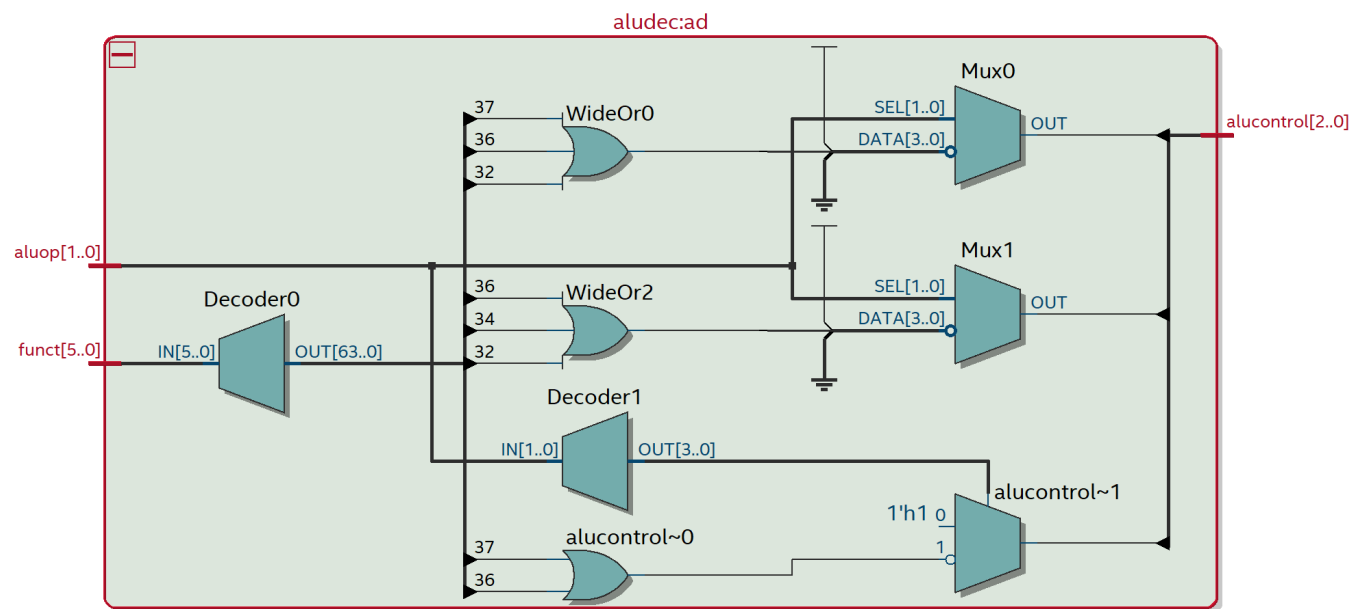 aludec:ad
Mux0
37
WideOr0
SEL[1..0]
36
DATA[3..0]
OUT
alucontrol[2..0]
32
aluop[1..0]
Mux1
36
WideOr2
SEL[1..0]
Decoder0
34
DATA[3..0]
OUT
funct[5..0]
IN[5..0]
OUT[63..0]
32
Decoder1
IN[1..0]
OUT[3..0]
alucontrol~1
1'h1
0
37
alucontrol~0
1
36